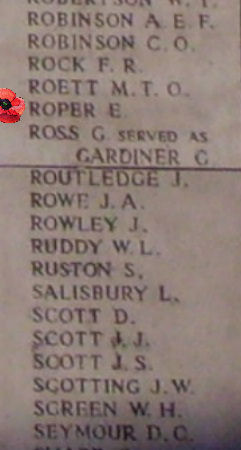 ROBERTSON W. T.
ROBINSON A. E. F.
ROBINSON C. O.
ROCK F. R.
ROETT M. T. O.
ROPER E.
ROSS G. SERVED AS
GARDINER G.
ROUTLEDGE J.
ROWE J. A.
ROWLEY J.
RUDDY W. L.
RUSTON S.
SALISBURY L.
SCOTT D.
SCOTT J. J.
SCOTT J. S.
SCOTTING J. W.
SCREEN W. H.
SEYMOUR D. C.